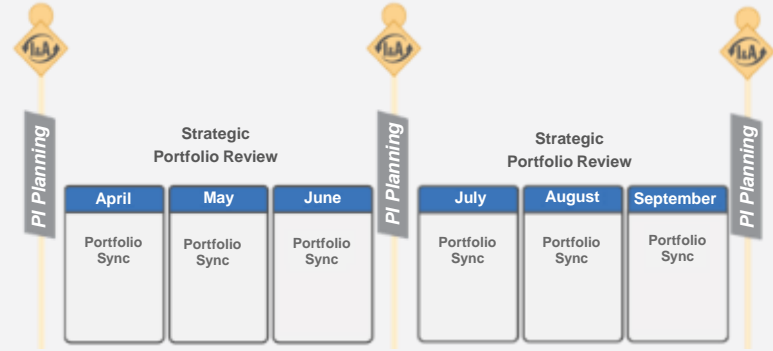 I&A
I&A
I&A
PI Planning
Strategic
Portfolio Review
April
May
June
Portfolio
Sync
Portfolio
Sync
Portfolio
Sync
PI Planning
Strategic
Portfolio Review
July
August
September
Portfolio
Sync
Portfolio
Sync
Portfolio
Sync
PI Planning